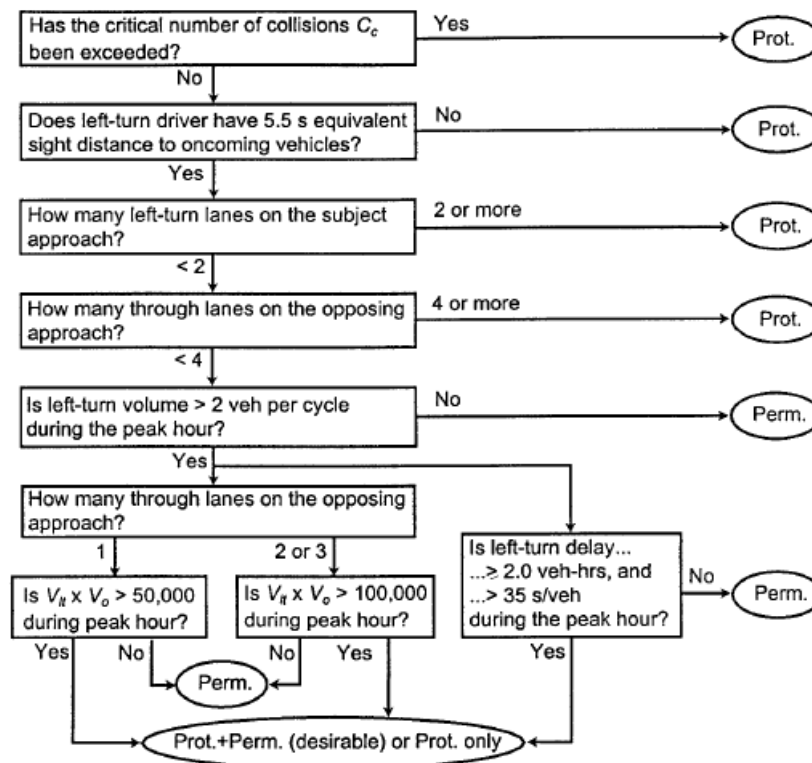 Has the critical number of collisions Cc
been exceeded?
Yes
Prot.
No
Does left-turn driver have 5.5 s equivalent
sight distance to oncoming vehicles?
No
Prot.
Yes
How many left-turn lanes on the subject
approach?
2 or more
Prot.
< 2
How many through lanes on the opposing
approach?
4 or more
Prot.
< 4
Is left-turn volume > 2 veh per cycle
during the peak hour?
No
Perm.
Yes
How many through lanes on the opposing
approach?
1
2 or 3
Is Vlt x Vo > 50,000
during peak hour?
Is Vlt x Vo > 100,000
during peak hour?
Is left-turn delay...
...≥ 2.0 veh-hrs, and
...> 35 s/veh
during the peak hour?
No
Perm.
Yes
No
No
Yes
Yes
Perm.
Prot.+Perm. (desirable) or Prot. only